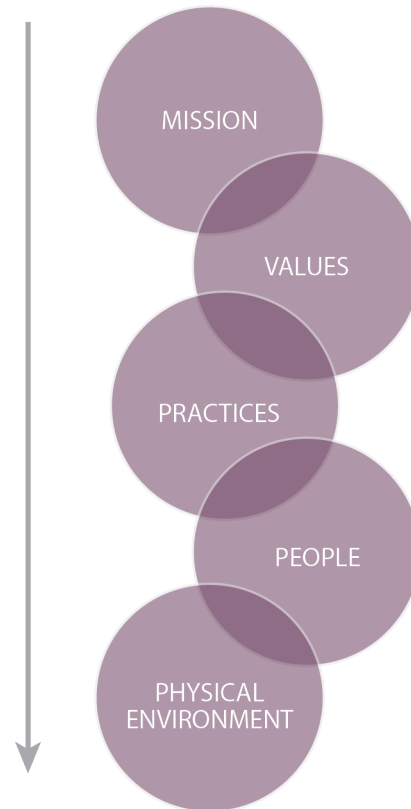 MISSION
VALUES
PRACTICES
PEOPLE
PHYSICAL
ENVIRONMENT